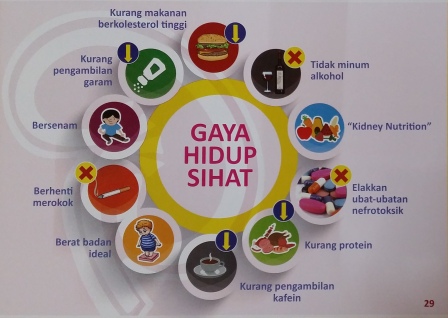 Kurang makanan
berkolesterol tinggi
Kurang
pengambilan
garam
Tidak minum
alkohol
Bersenam
GAYA
HIDUP
SIHAT
"Kidney Nutrition"
Berhenti
merokok
Elakkan
ubat-ubatan
nefrotoksik
Berat badan
ideal
Kurang protein
Kurang pengambilan
kafein
29